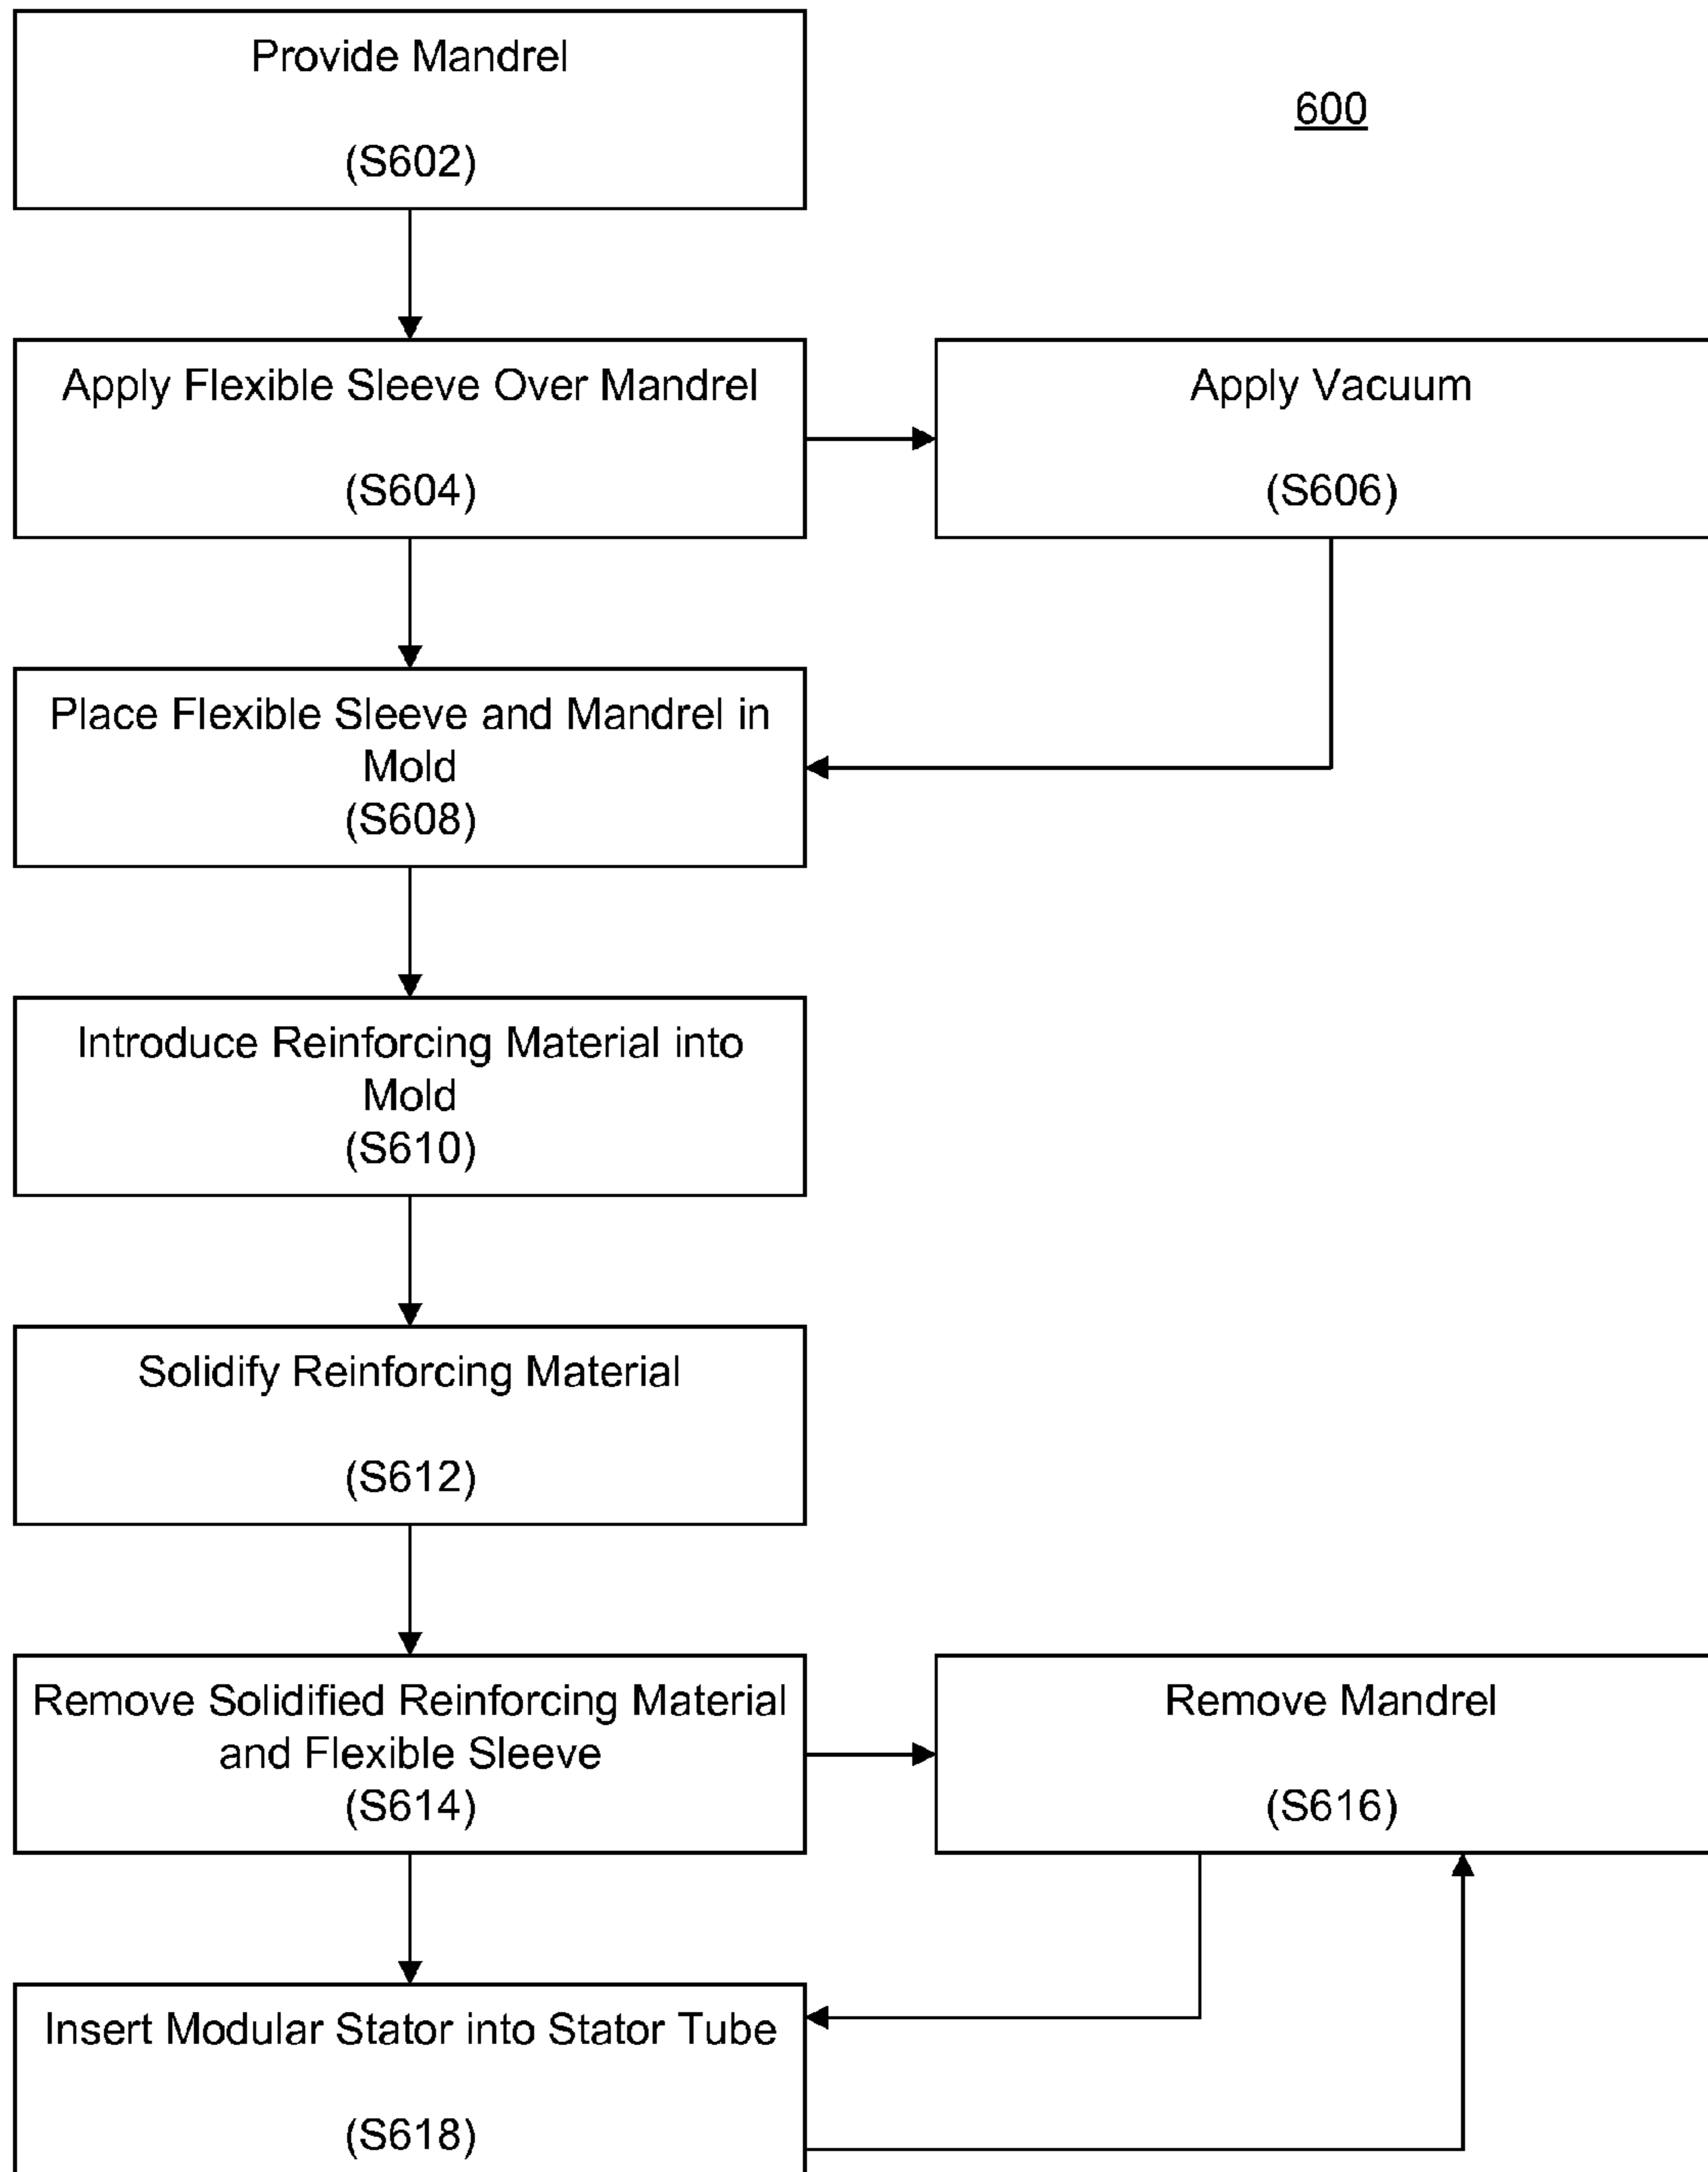 Provide Mandrel
(S602)
600
Apply Flexible Sleeve Over Mandrel
(S604)
Apply Vacuum
(S606)
Place Flexible Sleeve and Mandrel in
Mold
(S608)
Introduce Reinforcing Material into
Mold
(S610)
Solidify Reinforcing Material
(S612)
Remove Solidified Reinforcing Material
and Flexible Sleeve
(S614)
Remove Mandrel
(S616)
Insert Modular Stator into Stator Tube
(S618)